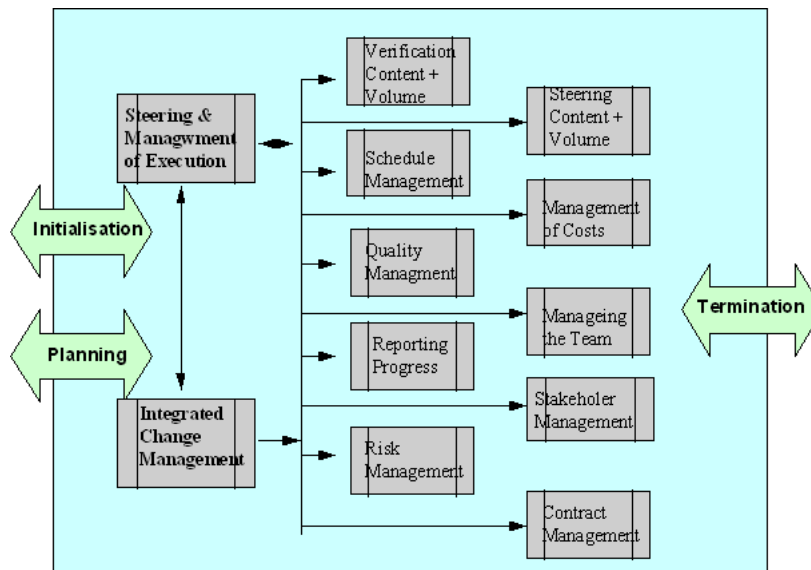 Verification
Content +
Volume
Steering
Content +
Volume
Steering &
Managwment
of Execution
Schedule
Management
Management
of Costs
Initialisation
Quality
Managment
Termination
Manageing
the Team
Planning
Reporting
Progress
Stakeholer
Management
Integrated
Change
Management
Risk
Management
Contract
Management